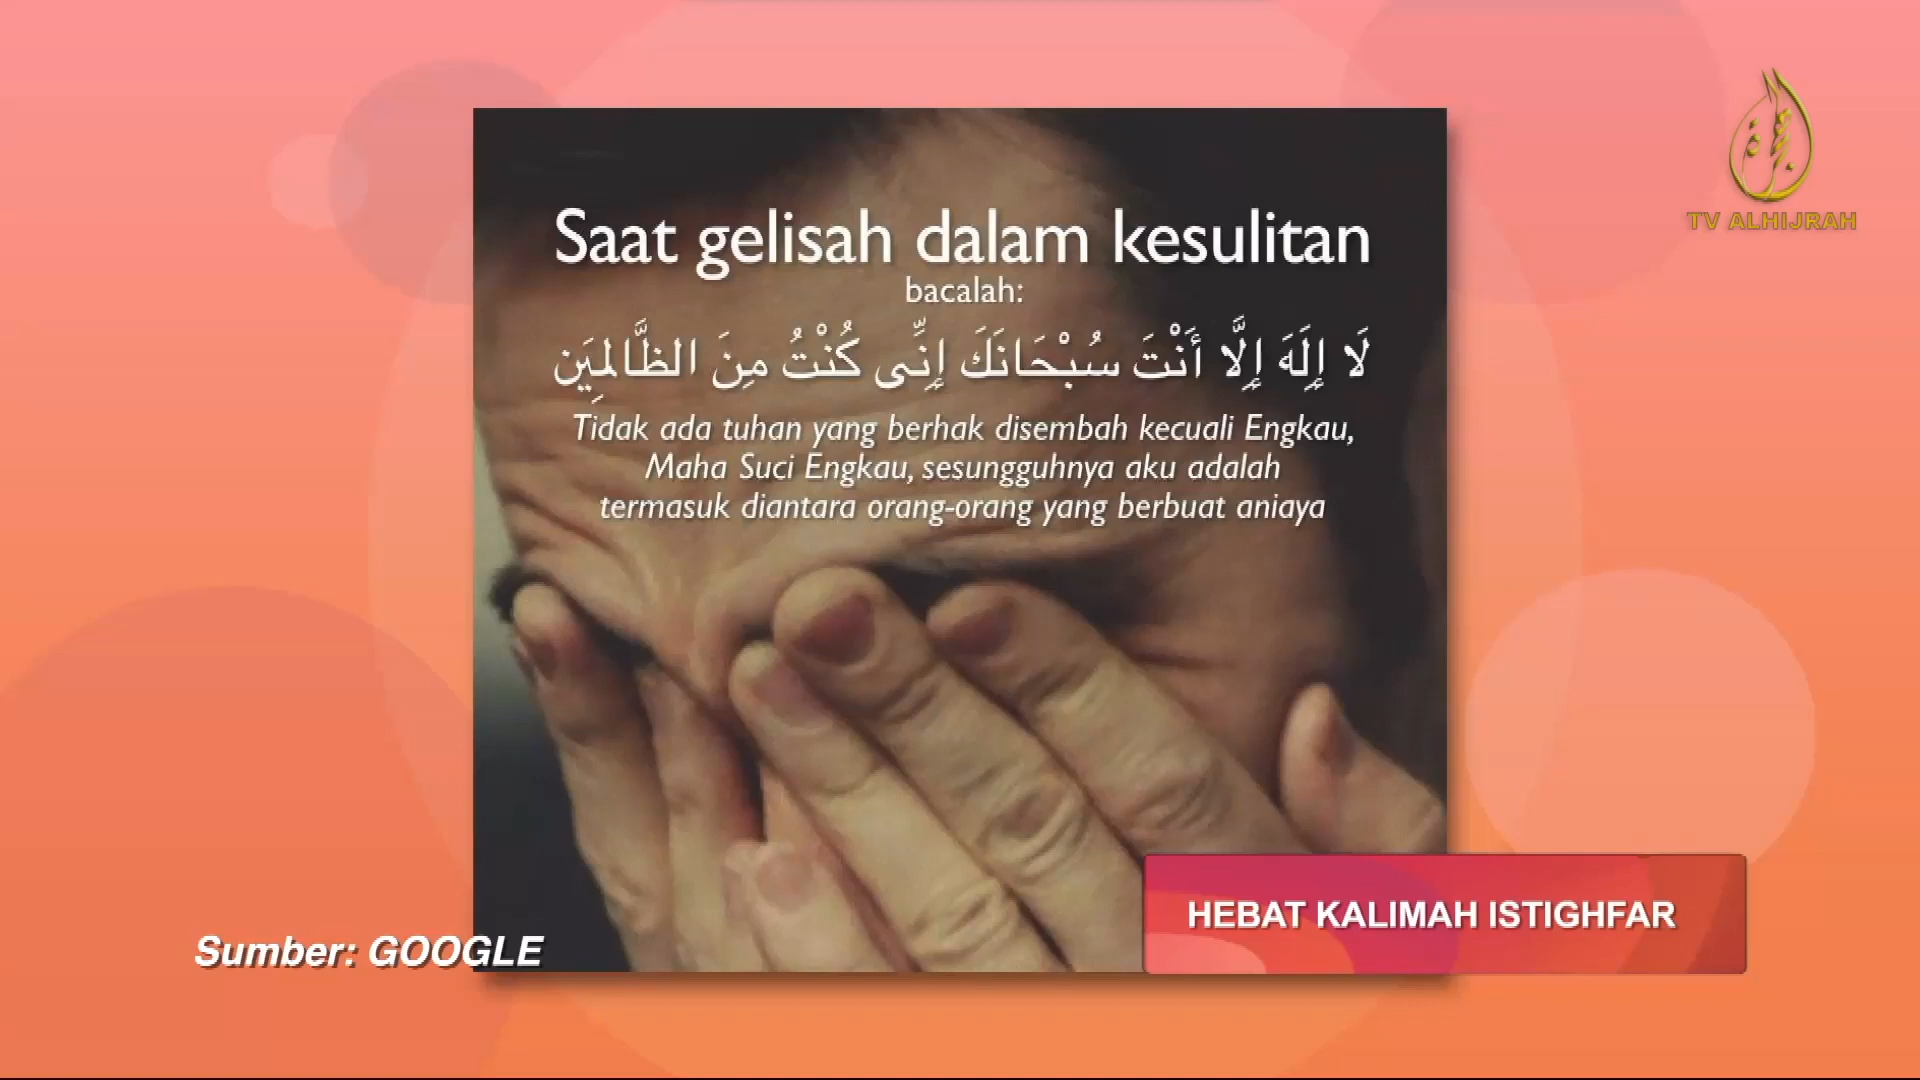 Saat gelisah dalam kesulitan
bacalah:
لَا إِلَهَ إِلَّا أَنْتَ سُبْحَانَكَ إِنِّى كُنْتُ مِنَ الظَّالِمِيَن
Tidak ada tuhan yang berhak disembah kecuali Engkau,
Maha Suci Engkau, sesungguhnya aku adalah
termasuk diantara orang-orang yang berbuat aniaya
TV ALHIJRAH
HEBAT KALIMAH ISTIGHFAR
Sumber: GOOGLE